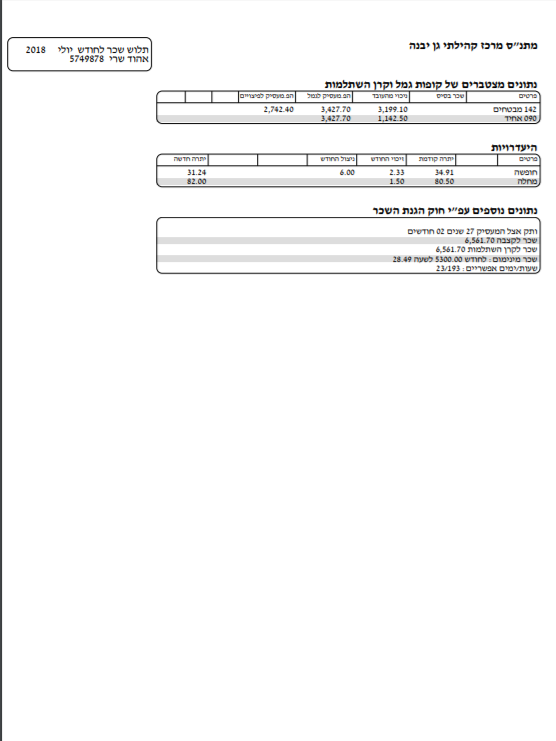 מתנ״ס מרכז קהילתי גן יבנה
תלוש שכר לחודש יולי 2018
אהוד שרי 5749878
נתונים מצטברים של קופות גמל וקרן השתלמות
פרטים שכר בסיס ניכוי מהעובד הפ.מעסיק לגמל הפ.מעסיק לפיצויים
142 מבטחים 3,199.10 3,427.70 2,742.40
090 אחיד 1,142.50 3,427.70
היעדרויות
פרטים יתרה קודמת זיכוי החודש ניצול החודש יתרה חדשה
חופשה 34.91 2.33 6.00 31.24
מחלה 80.50 1.50 82.00
נתונים נוספים עפ״י חוק הגנת השכר
ותק אצל המעסיק 27 שנים 02 חודשים
שכר לקצבה 6,561.70
שכר לקרן השתלמות 6,561.70
שכר מינימום : לחודש 5300.00 לשעה 28.49
שעות/ימים אפשריים : 23/193